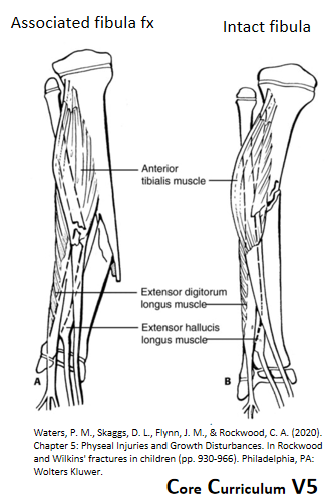 Associated fibula fx
Intact fibula
Anterior
tibialis muscle
Extensor digitorum
longus muscle
Extensor hallucis
longus muscle
A
B
Waters, P. M., Skaggs, D. L., Flynn, J. M., & Rockwood, C. A. (2020).
Chapter 5: Physeal Injuries and Growth Disturbances. In Rockwood
and Wilkins' fractures in children (pp. 930-966). Philadelphia, PA:
Wolters Kluwer.
Core Curriculum V5